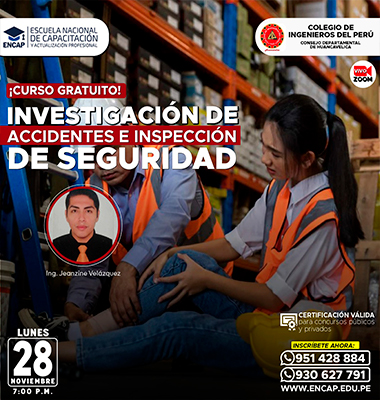 ENCAP
ESCUELA NACIONAL
DE CAPACITACIÓN
Y ACTUALIZACIÓN PROFESIONAL
COLEGIO DE
INGENIEROS DEL PERÚ
CONSEJO DEPARTAMENTAL
DE HUANCAVELICA
VIVO
ZOOM
¡CURSO GRATUITO!
INVESTIGACIÓN DE
ACCIDENTES E INSPECCIÓN
DE SEGURIDAD
Ing. Jeanzine Velázquez
CERTIFICACIÓN VÁLIDA
para concursos públicos
y privados
LUNES
28
NOVIEMBRE
7:00 P.M.
INSCRÍBETE AHORA:
951 428 884
930 627 791
WWW.ENCAP.EDU.PE